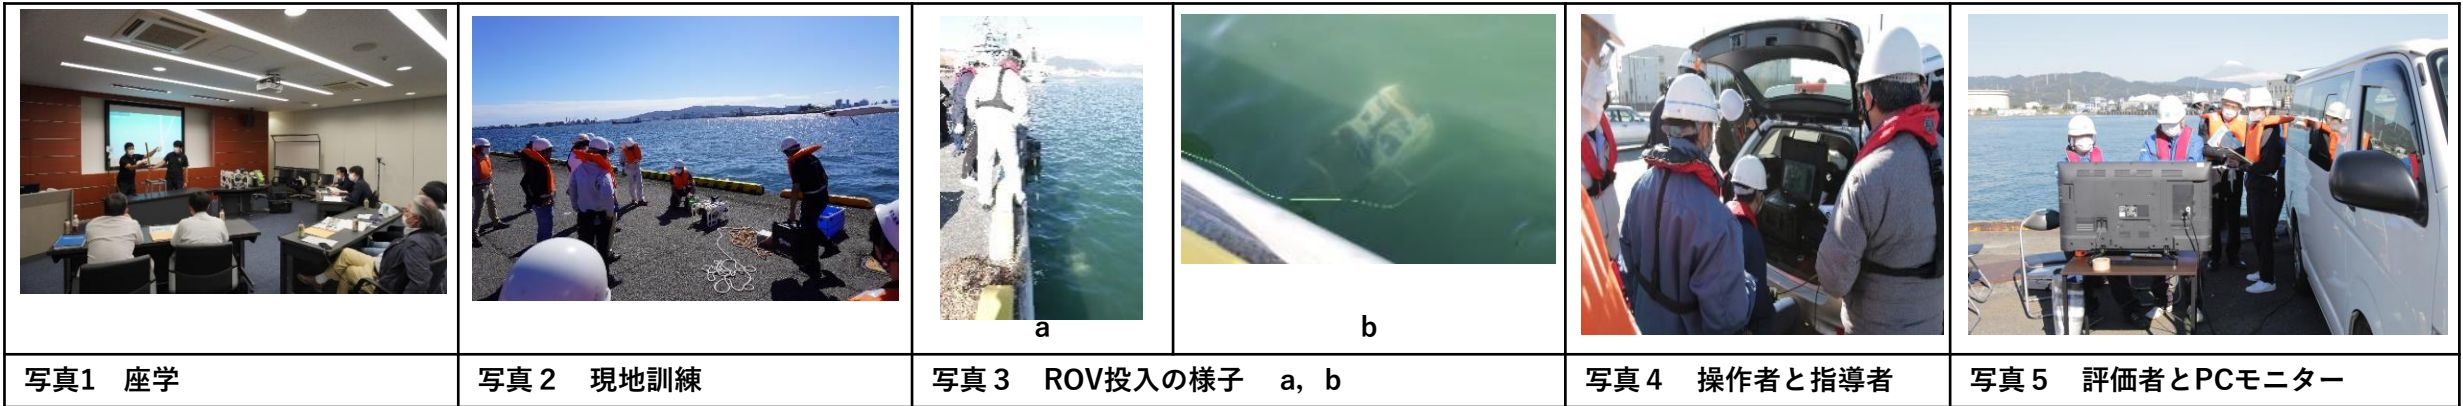 a
b
写真1　座学
写真２　現地訓練
写真３　ROV投入の様子　a，b
写真４　操作者と指導者
写真５　評価者とPCモニター